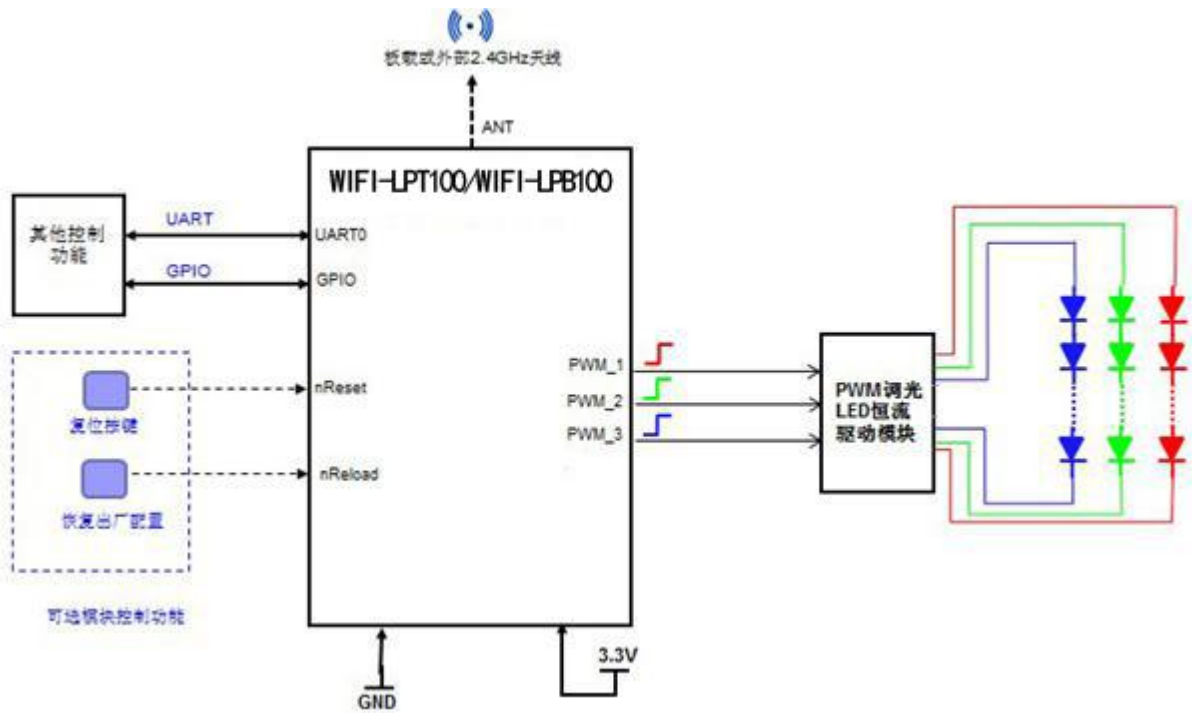 板载或外部2.4GHz天线
ANT
WIFI-LPT100/WIFI-LPB100
其他控制
功能
UART
UART0
GPIO
GPIO
复位按键
nReset
恢复出厂配置
nReload
可选模块控制功能
PWM_1
PWM_2
PWM_3
PWM调光
LED恒流
驱动模块
3.3V
GND